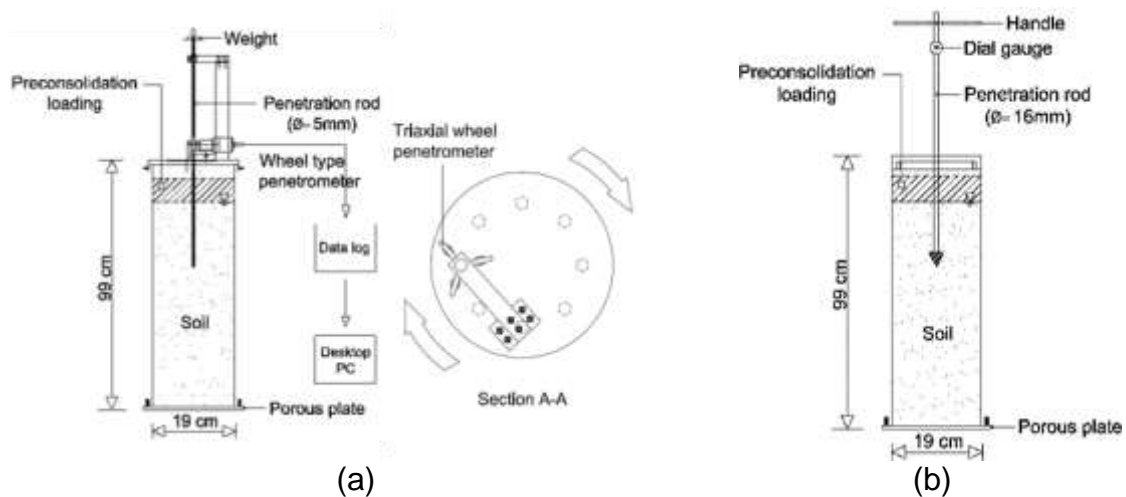 Weight
Preconsolidation
loading
Penetration rod
(Ø=5mm)
Wheel type
penetrometer
99 cm
Data log
Soil
Desktop
PC
Porous plate
19 cm
Triaxial wheel
penetrometer
Section A-A
(a)
Handle
Dial gauge
Preconsolidation
loading
Penetration rod
(Ø=16mm)
99 cm
Soil
Porous plate
19 cm
(b)